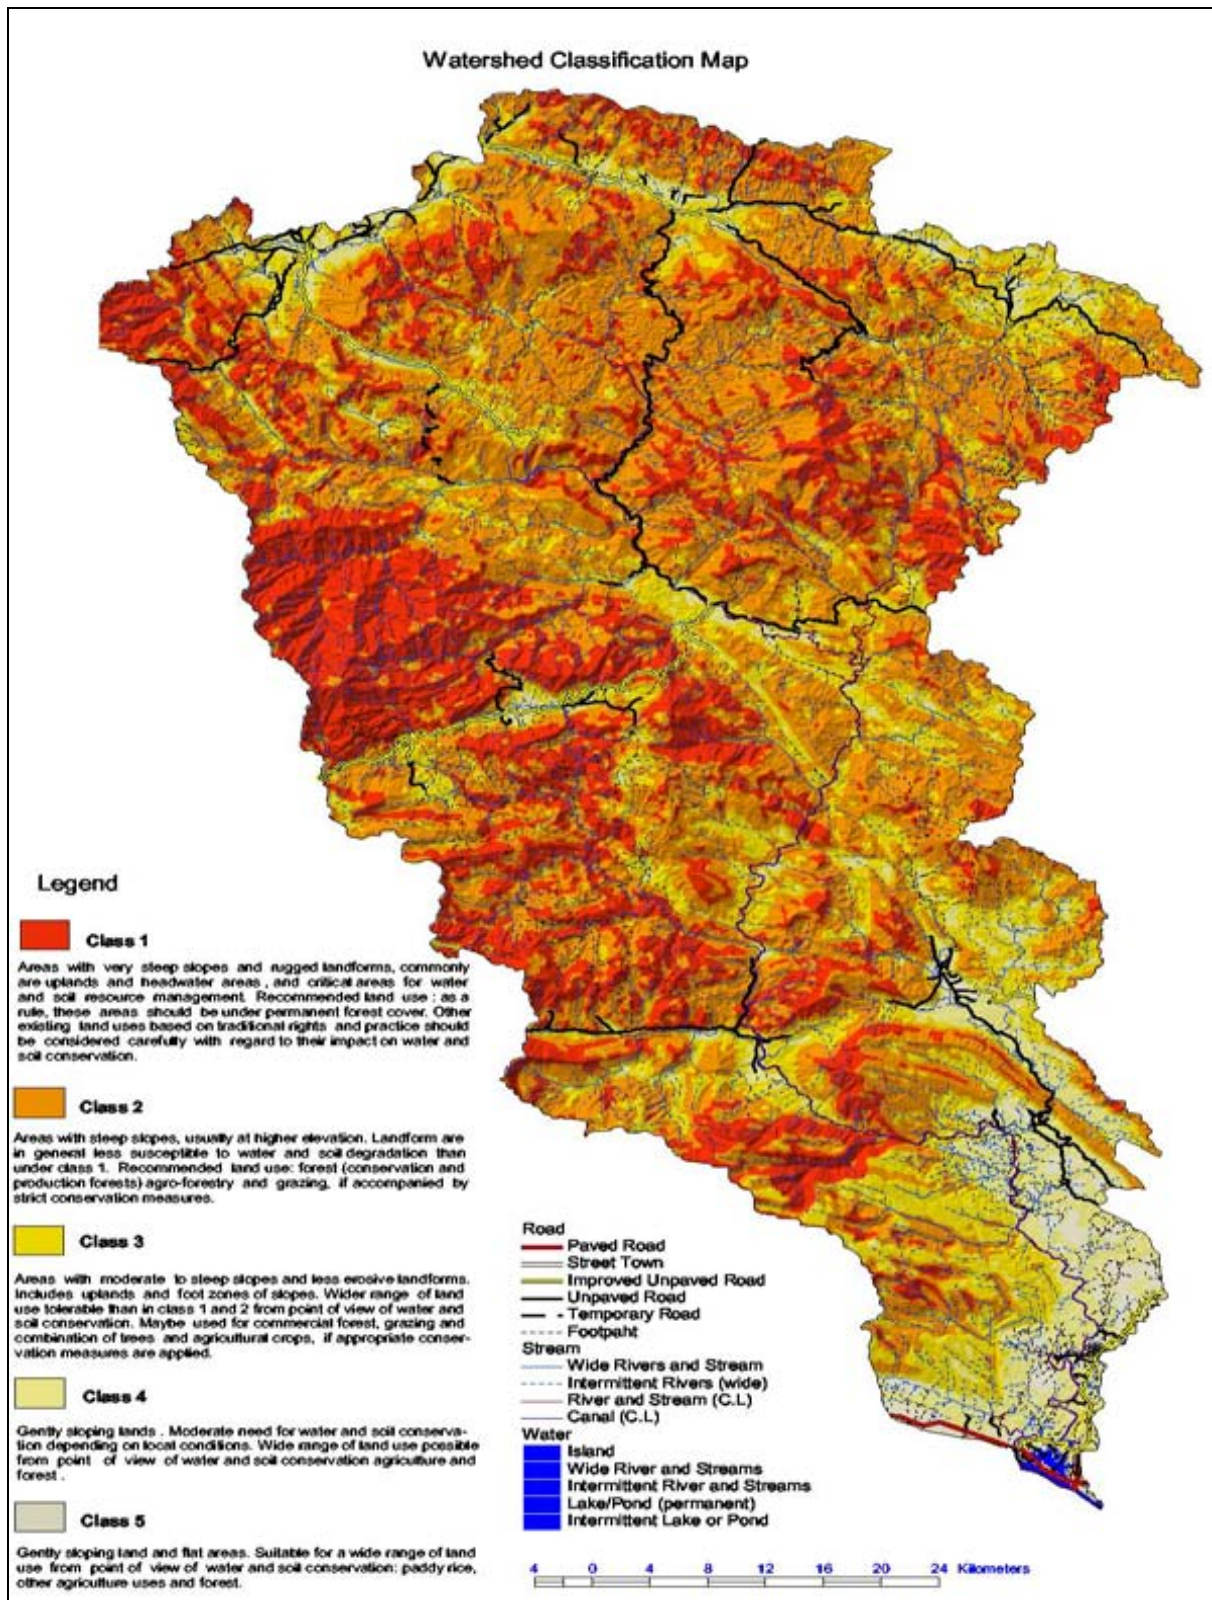 Watershed Classification Map
Legend
Class 1
Areas with very steep slopes and rugged landforms, commonly
are uplands and headwater areas , and critical areas for water
and soil resource management. Recommended land use : as a
rule, these areas should be under permanent forest cover. Other
existing land uses based on traditional rights and practice should
be considered carefully with regard to their impact on water and
soil conservation.
Class 2
Areas with steep slopes, usually at higher elevation. Landform are
in general less susceptible to water and soil degradation than
under class 1. Recommended land use: forest (conservation and
production forests) agro-forestry and grazing, if accompanied by
strict conservation measures.
Class 3
Areas with moderate to steep slopes and less erosive landforms.
Includes uplands and foot zones of slopes. Wider range of land
use tolerable than in class 1 and 2 from point of view of water and
soil conservation. Maybe used for commercial forest, grazing and
combination of trees and agricultural crops, if appropriate conser-
vation measures are applied.
Class 4
Gently sloping lands . Moderate need for water and soil conserva-
tion depending on local conditions. Wide range of land use possible
from point of view of water and soil conservation agriculture and
forest .
Class 5
Gently sloping land and flat areas. Suitable for a wide range of land
use from point of view of water and soil conservation: paddy rice,
other agriculture uses and forest.
Road
Paved Road
Street Town
Improved Unpaved Road
Unpaved Road
Temporary Road
Footpaht
Stream
Wide Rivers and Stream
Intermittent Rivers (wide)
River and Stream (C.L)
Canal (C.L)
Water
Island
Wide River and Streams
Intermittent River and Streams
Lake/Pond (permanent)
Intermittent Lake or Pond
4 0 4 8 12 16 20 24 Kilometers